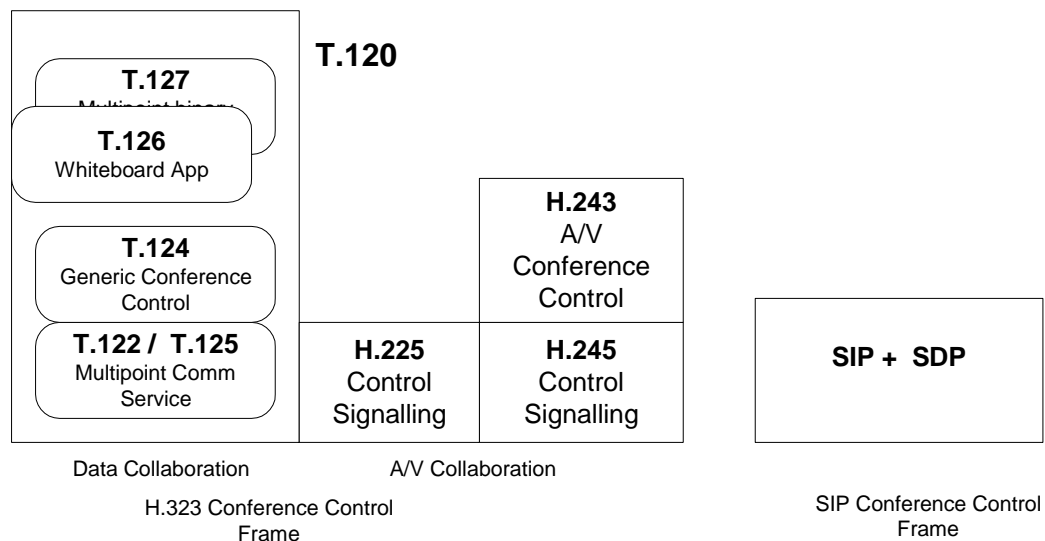 T.120
T.127
T.126
Whiteboard App
H.243
A/V
Conference
Control
T.124
Generic Conference
Control
T.122 / T.125
Multipoint Comm
Service
H.225
Control
Signalling
H.245
Control
Signalling
SIP + SDP
Data Collaboration
A/V Collaboration
H.323 Conference Control
Frame
SIP Conference Control
Frame